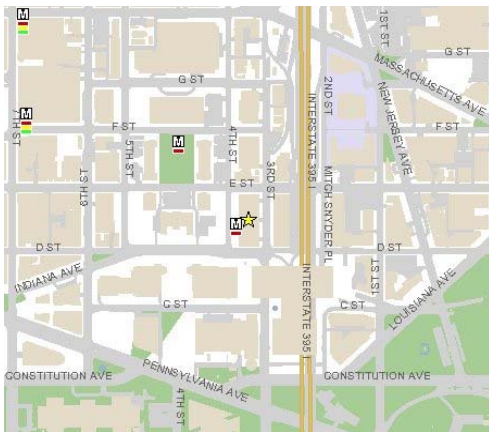 M
1ST ST
G ST
MASSACHUSETTS AVE
G ST
2ND ST
NEW JERSEY AVE
INTERSTATE 395 I
7TH ST
M
F ST
F ST
M
4TH ST
5TH ST
6TH ST
3RD ST
E ST
MITCH SNYDER PL
M
D ST
D ST
INDIANA AVE
1ST ST
INTERSTATE 395 I
LOUISIANA AVE
C ST
C ST
PENNSYLVANIA AVE
CONSTITUTION AVE
CONSTITUTION AVE
4TH ST